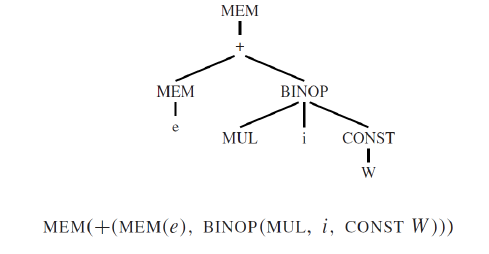 MEM
+
MEM BINOP
e
MUL i CONST
W
MEM(+(MEM(e), BINOP(MUL, i, CONST W)))